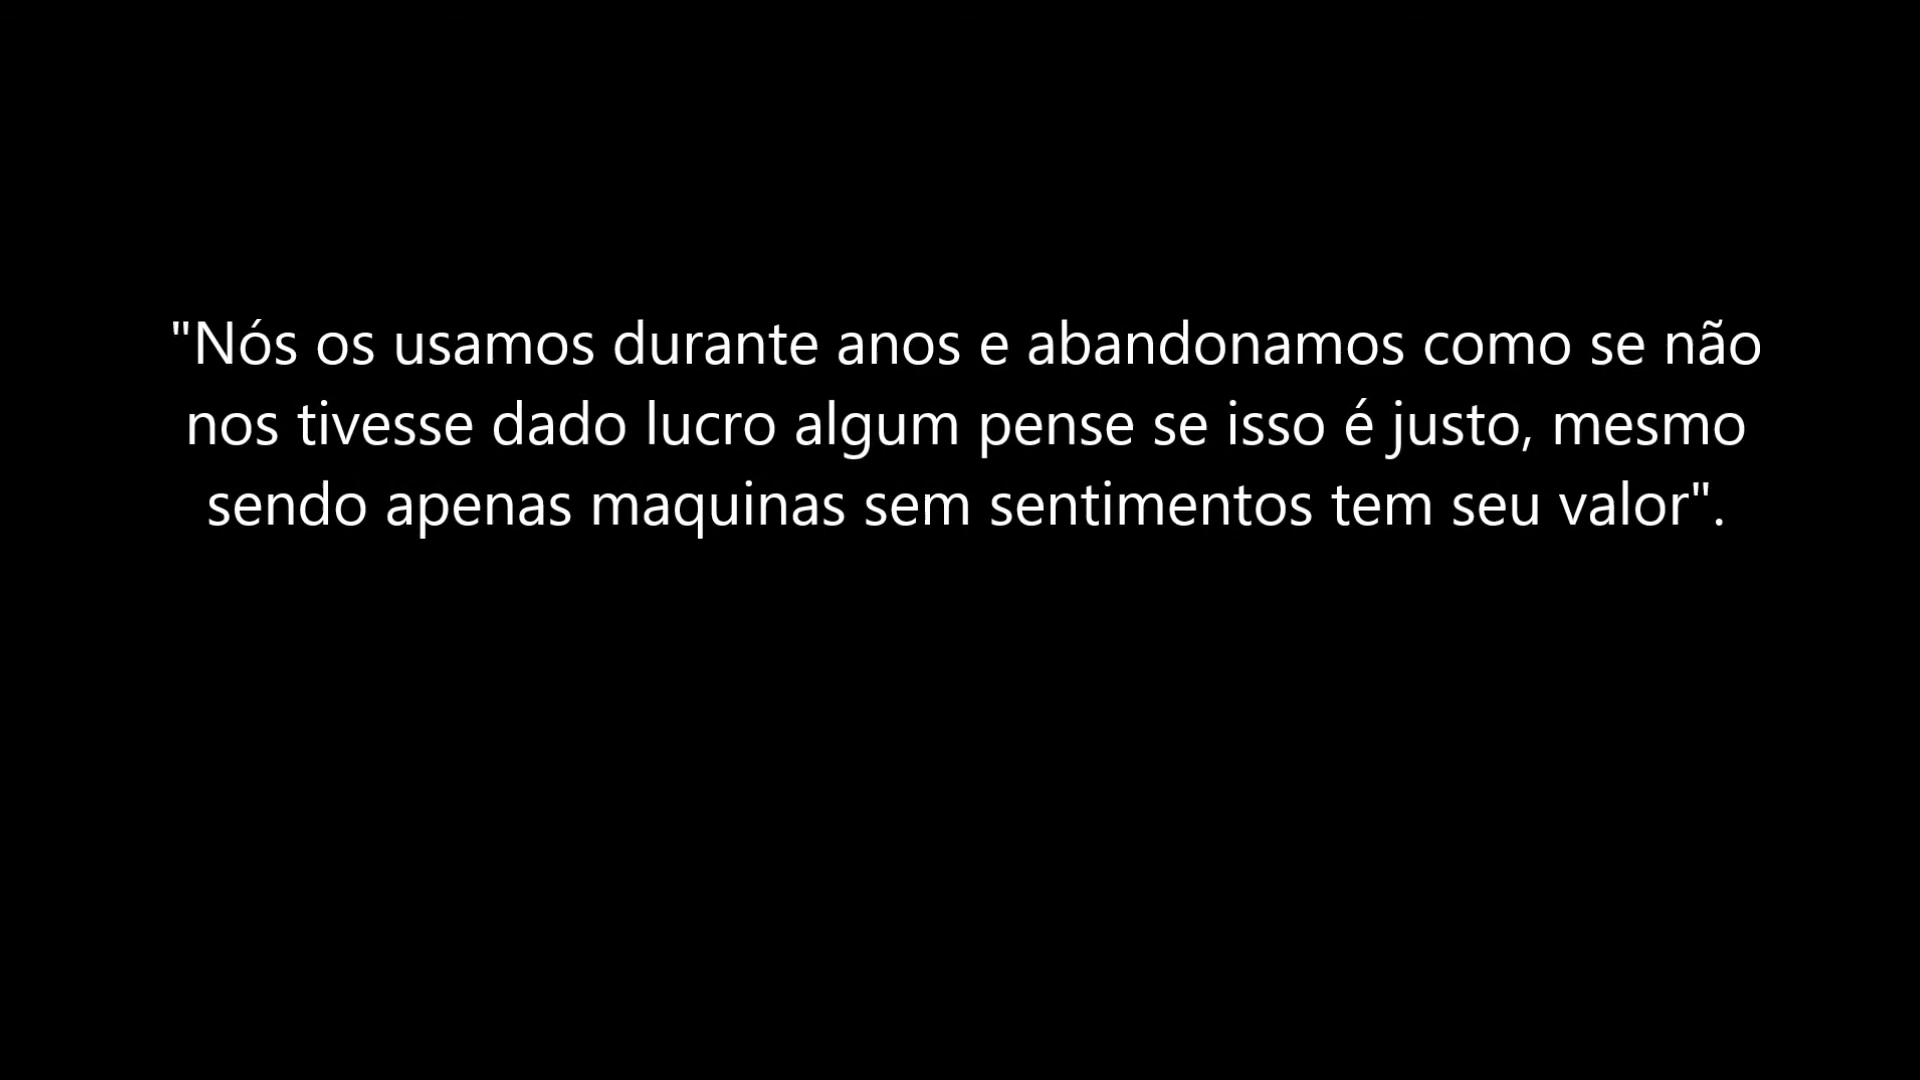 "Nós os usamos durante anos e abandonamos como se não
nos tivesse dado lucro algum pense se isso é justo, mesmo
sendo apenas maquinas sem sentimentos tem seu valor".